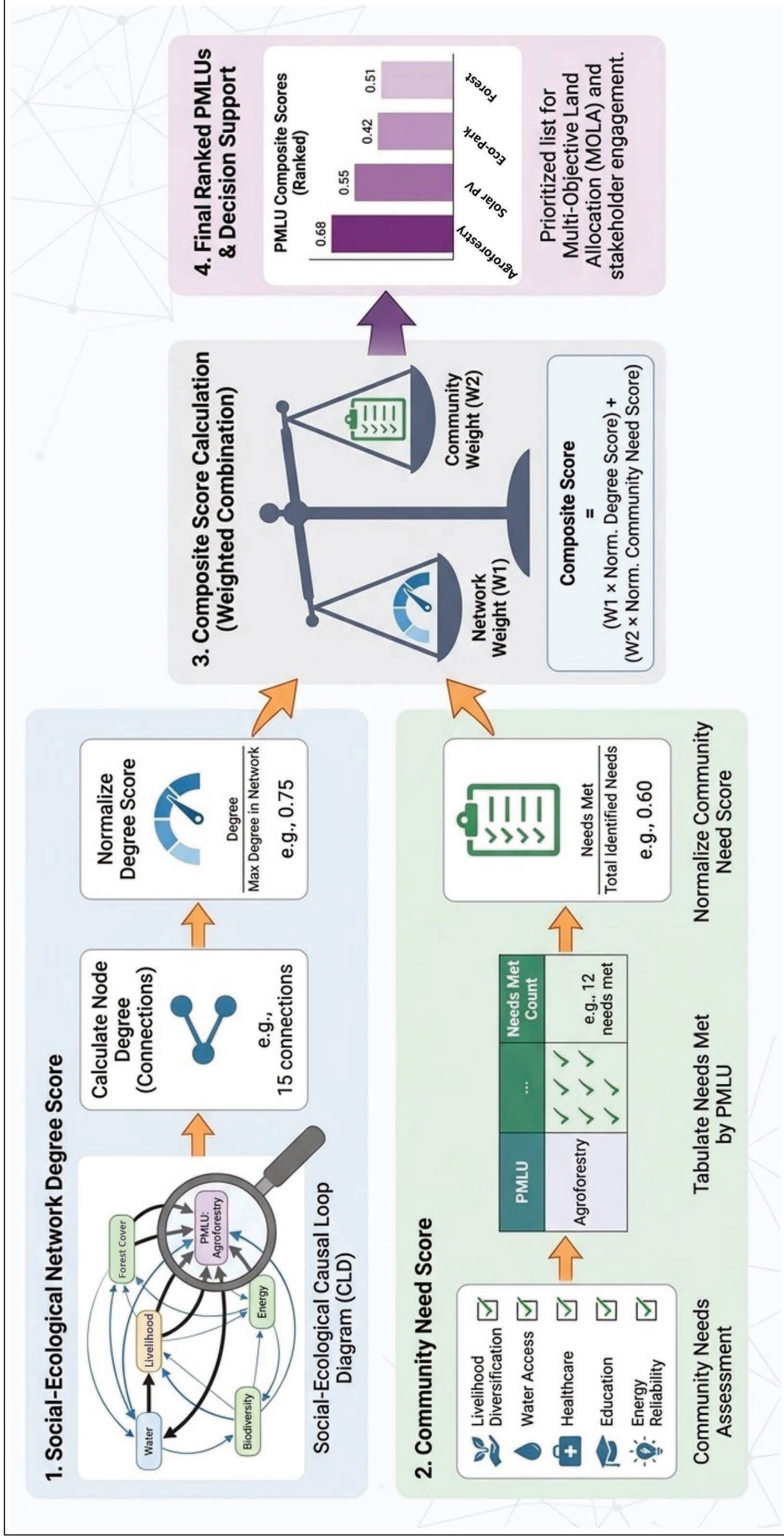 1. Social-Ecological Network Degree Score
Water
Livelihood
Forest Cover
Biodiversity
Energy
PMLU:
Agroforestry
Social-Ecological Causal Loop
Diagram (CLD)
Calculate Node
Degree
(Connections)
e.g.,
15 connections
Normalize
Degree Score
Degree
Max Degree in Network
e.g., 0.75
2. Community Need Score
Livelihood
Diversification
Water Access
Healthcare
Education
Energy
Reliability
Community Needs
Assessment
PMLU
...
Needs Met
Count
Agroforestry
e.g., 12
needs met
Tabulate Needs Met
by PMLU
Needs Met
Total Identified Needs
e.g., 0.60
Normalize Community
Need Score
3. Composite Score Calculation
(Weighted Combination)
Network
Weight (W1)
Community
Weight (W2)
Composite Score
=
(W1 × Norm. Degree Score) +
(W2 × Norm. Community Need Score)
4. Final Ranked PMLUs
& Decision Support
PMLU Composite Scores
(Ranked)
0.68
0.55
0.42
0.51
Agroforestry
Solar PV
Eco-Park
Forest
Prioritized list for
Multi-Objective Land
Allocation (MOLA) and
stakeholder engagement.